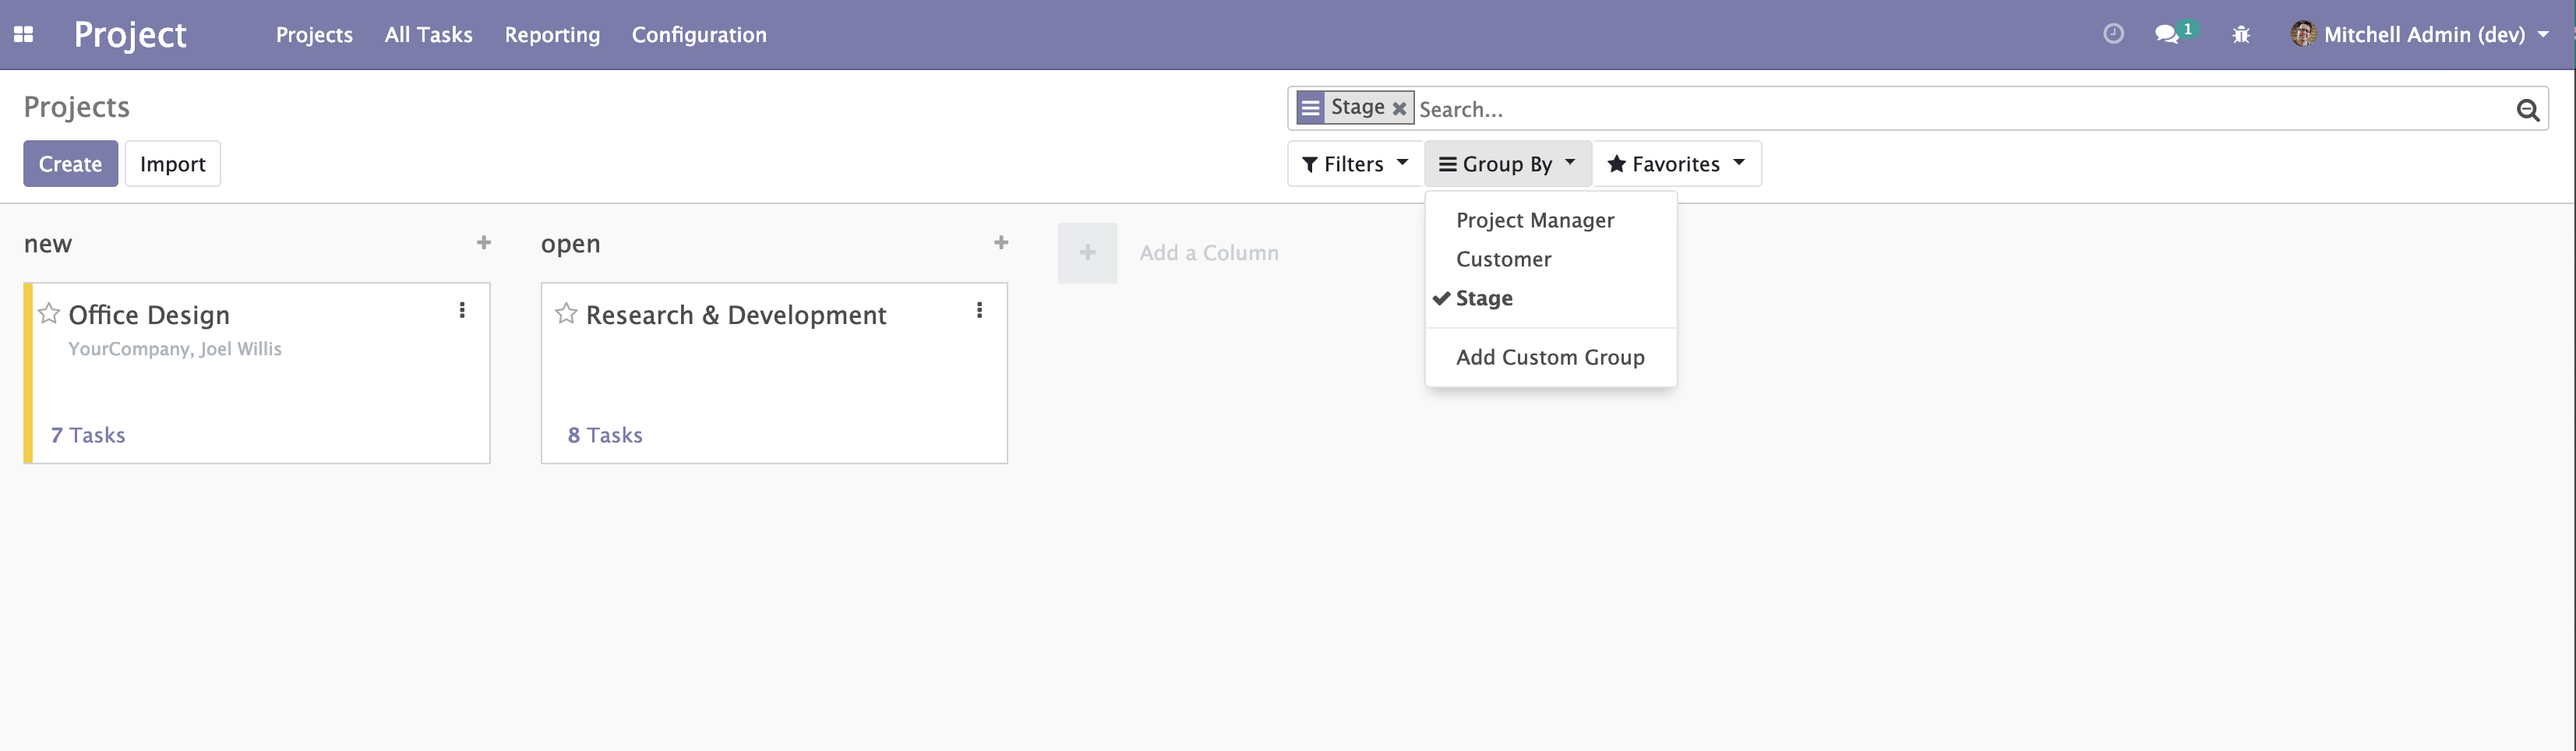 Project
Projects All Tasks Reporting Configuration
1
Mitchell Admin (dev)
Projects
Stage Search...
Create Import
Filters Group By Favorites
Project Manager
Customer
Stage
Add Custom Group
new
Office Design
YourCompany, Joel Willis
7 Tasks
open
Research & Development
8 Tasks
Add a Column